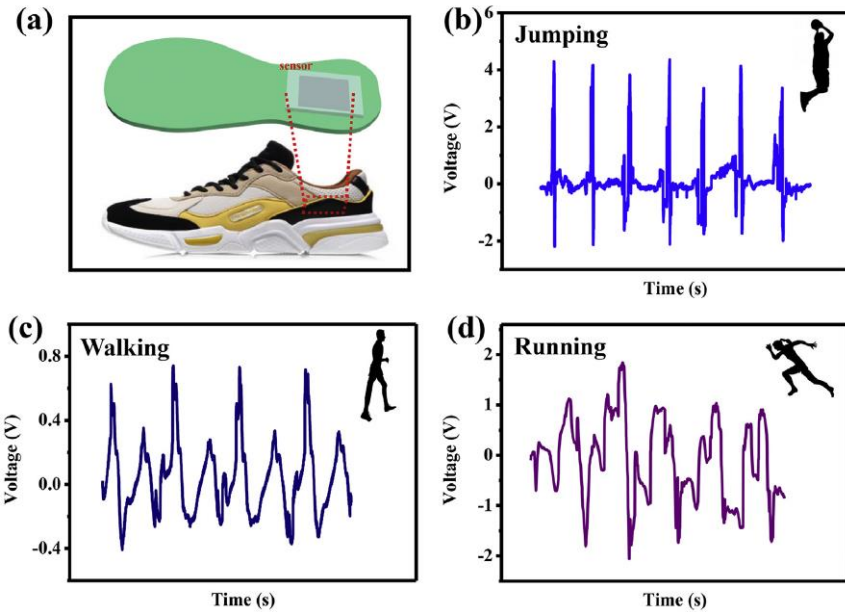 (a)
sensor
(b)
Jumping
6
4
2
0
-2
Voltage (V)
Time (s)
(c)
Walking
0.8
0.4
0.0
-0.4
Voltage (V)
Time (s)
(d)
Running
2
1
0
-1
-2
Voltage (V)
Time (s)